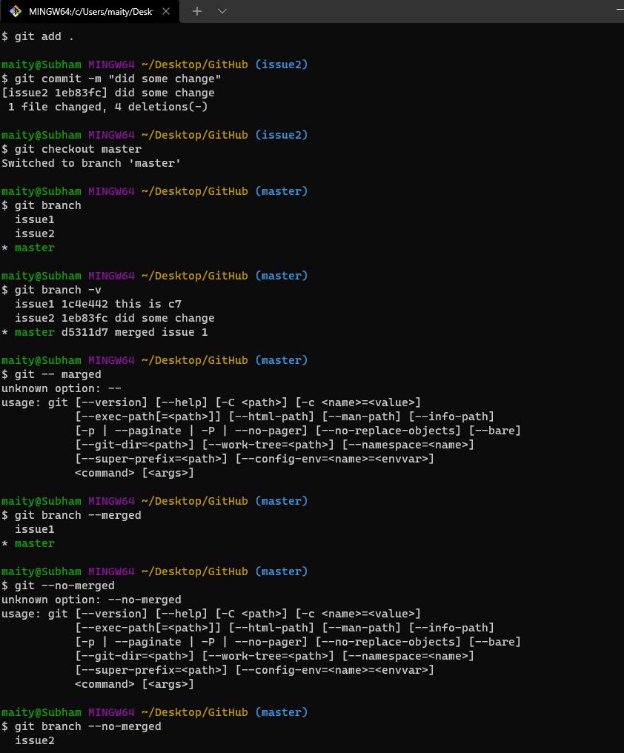 MINGW64:/c/Users/maity/Desk
$ git add .
maity@Subham MINGW64 ~/Desktop/GitHub (issue2)
$ git commit -m "did some change"
[issue2 1eb83fc] did some change
 1 file changed, 4 deletions(-)
maity@Subham MINGW64 ~/Desktop/GitHub (issue2)
$ git checkout master
Switched to branch 'master'
maity@Subham MINGW64 ~/Desktop/GitHub (master)
$ git branch
  issue1
  issue2
* master
maity@Subham MINGW64 ~/Desktop/GitHub (master)
$ git branch -v
  issue1 1c4e442 this is c7
  issue2 1eb83fc did some change
* master d5311d7 merged issue 1
maity@Subham MINGW64 ~/Desktop/GitHub (master)
$ git -- marged
unknown option: --
usage: git [--version] [--help] [-C <path>] [-c <name>=<value>]
           [--exec-path[=<path>]] [--html-path] [--man-path] [--info-path]
           [-p | --paginate | -P | --no-pager] [--no-replace-objects] [--bare]
           [--git-dir=<path>] [--work-tree=<path>] [--namespace=<name>]
           [--super-prefix=<path>] [--config-env=<name>=<envvar>]
           <command> [<args>]
maity@Subham MINGW64 ~/Desktop/GitHub (master)
$ git branch --merged
  issue1
* master
maity@Subham MINGW64 ~/Desktop/GitHub (master)
$ git --no-merged
unknown option: --no-merged
usage: git [--version] [--help] [-C <path>] [-c <name>=<value>]
           [--exec-path[=<path>]] [--html-path] [--man-path] [--info-path]
           [-p | --paginate | -P | --no-pager] [--no-replace-objects] [--bare]
           [--git-dir=<path>] [--work-tree=<path>] [--namespace=<name>]
           [--super-prefix=<path>] [--config-env=<name>=<envvar>]
           <command> [<args>]
maity@Subham MINGW64 ~/Desktop/GitHub (master)
$ git branch --no-merged
  issue2